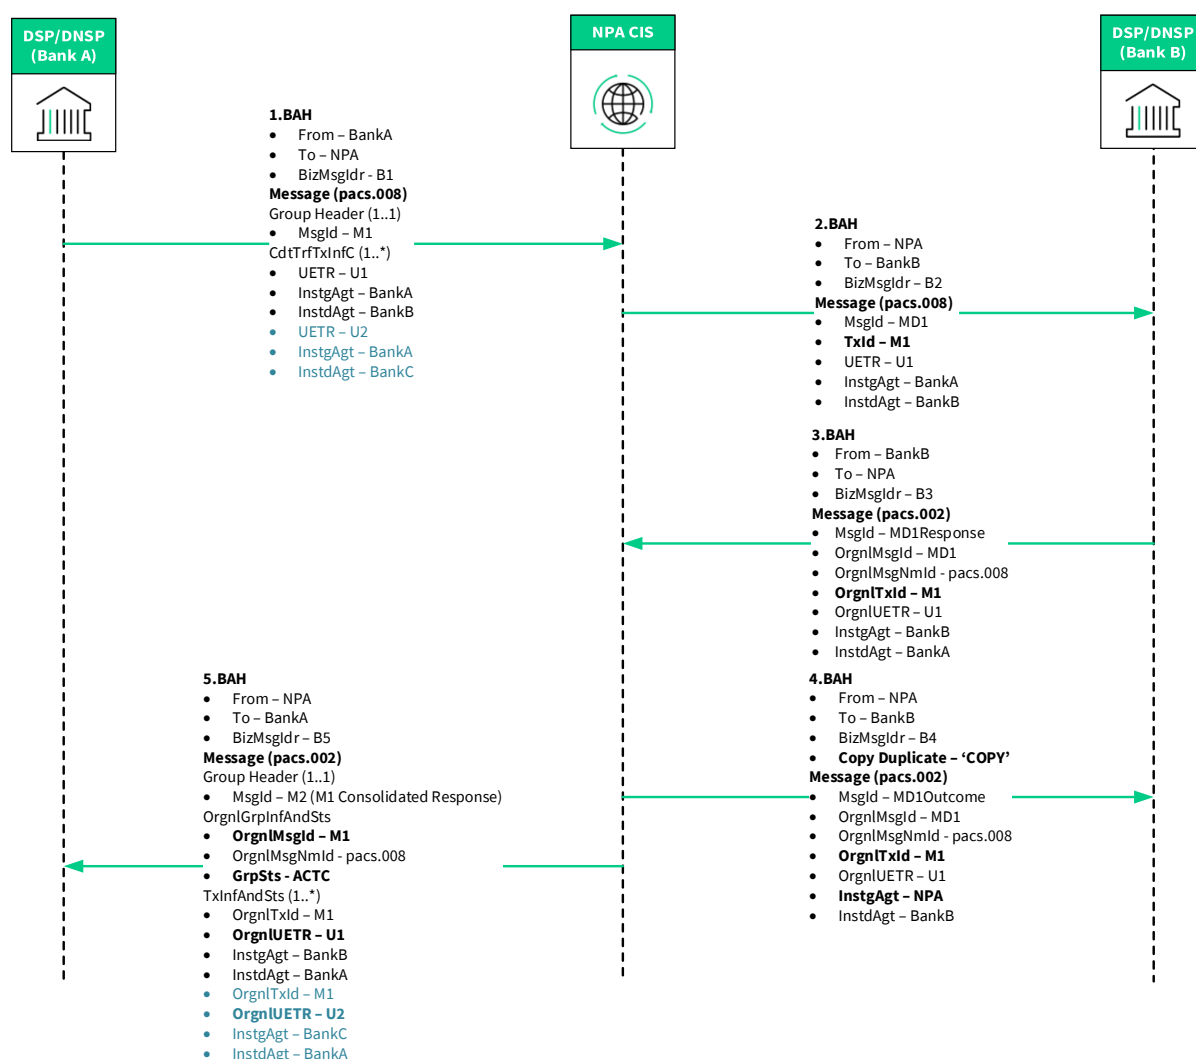 DSP/DNSP
(Bank A)
NPA CIS
DSP/DNSP
(Bank B)
1.BAH
• From – BankA
• To – NPA
• BizMsgIdr - B1
Message (pacs.008)
Group Header (1..1)
• MsgId – M1
CdtTrfTxInfC (1..*)
• UETR – U1
• InstgAgt – BankA
• InstdAgt – BankB
• UETR – U2
• InstgAgt – BankA
• InstdAgt – BankC
2.BAH
• From – NPA
• To – BankB
• BizMsgIdr – B2
Message (pacs.008)
• MsgId – MD1
• TxId – M1
• UETR – U1
• InstgAgt – BankA
• InstdAgt – BankB
3.BAH
• From – BankB
• To – NPA
• BizMsgIdr – B3
Message (pacs.002)
• MsgId – MD1Response
• OrgnlMsgId – MD1
• OrgnlMsgNmId - pacs.008
• OrgnlTxId – M1
• OrgnlUETR – U1
• InstgAgt – BankB
• InstdAgt – BankA
4.BAH
• From – NPA
• To – BankB
• BizMsgIdr – B4
• Copy Duplicate – ‘COPY’
Message (pacs.002)
• MsgId – MD1Outcome
• OrgnlMsgId – MD1
• OrgnlMsgNmId - pacs.008
• OrgnlTxId – M1
• OrgnlUETR – U1
• InstgAgt – NPA
• InstdAgt – BankB
5.BAH
• From – NPA
• To – BankA
• BizMsgIdr – B5
Message (pacs.002)
Group Header (1..1)
• MsgId – M2 (M1 Consolidated Response)
OrgnlGrpInfAndSts
• OrgnlMsgId – M1
• OrgnlMsgNmId - pacs.008
• GrpSts - ACTC
TxInfAndSts (1..*)
• OrgnlTxId – M1
• OrgnlUETR – U1
• InstgAgt – BankB
• InstdAgt – BankA
• OrgnlTxId – M1
• OrgnlUETR – U2
• InstgAgt – BankC
• InstdAgt – BankA